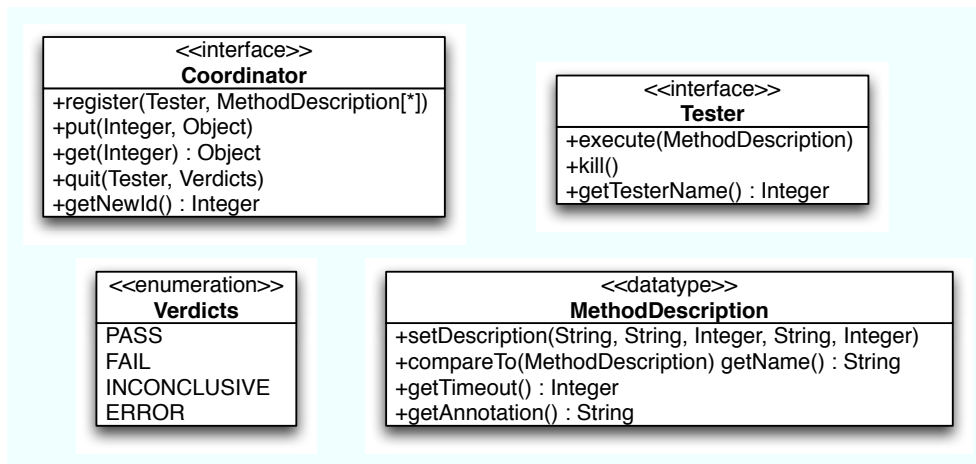 <<interface>>
Coordinator
+register(Tester, MethodDescription[*])
+put(Integer, Object)
+get(Integer) : Object
+quit(Tester, Verdicts)
+getNewId() : Integer
<<interface>>
Tester
+execute(MethodDescription)
+kill()
+getTesterName() : Integer
<<enumeration>>
Verdicts
PASS
FAIL
INCONCLUSIVE
ERROR
<<datatype>>
MethodDescription
+setDescription(String, String, Integer, String, Integer)
+compareTo(MethodDescription) getName() : String
+getTimeout() : Integer
+getAnnotation() : String